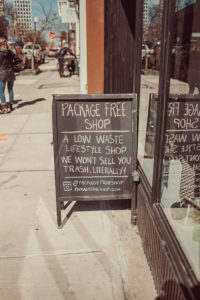 PACKAGE FREE
SHOP
A LOW WASTE
LIFESTYLE SHOP
WE WON'T SELL YOU
TRASH, LITERALLY!
@PACKAGEFREESHOP
PACKAGEFREESHOP.COM